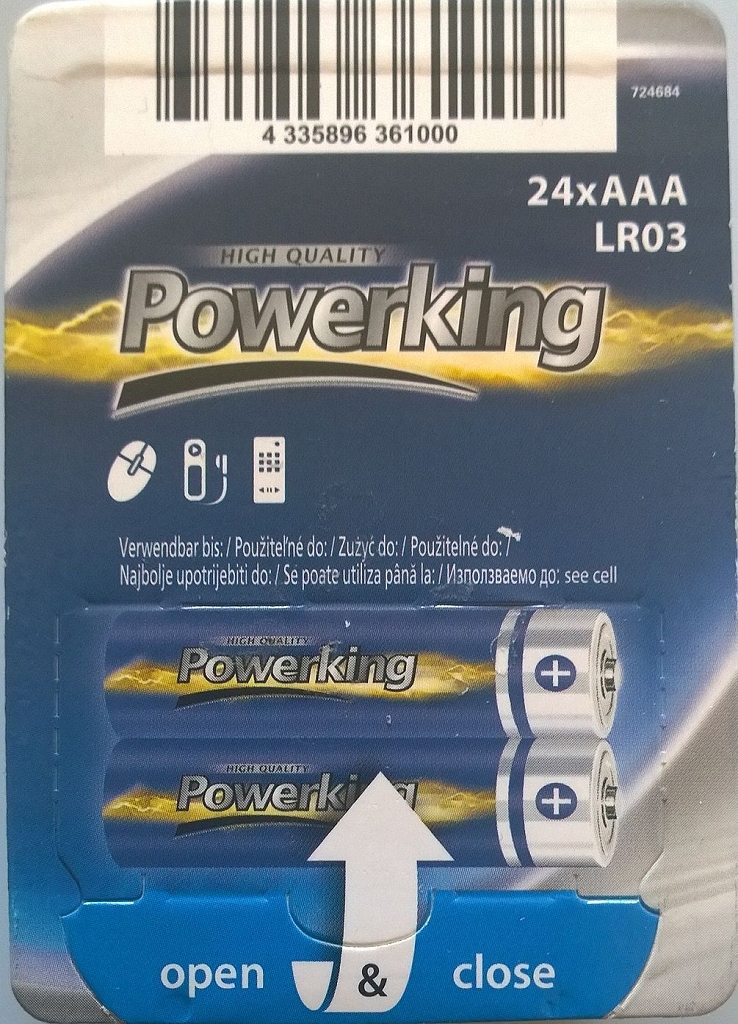 4 335896 361000
724684
24xAAA
LR03
HIGH QUALITY
Powerking
Verwendbar bis: / Použiteľné do: / Zużyć do: / Použitelné do: /
Najbolje upotrijebiti do: / Se poate utiliza până la: / Използваемо до: see cell
HIGH QUALITY
Powerking
HIGH QUALITY
Powerking
open & close